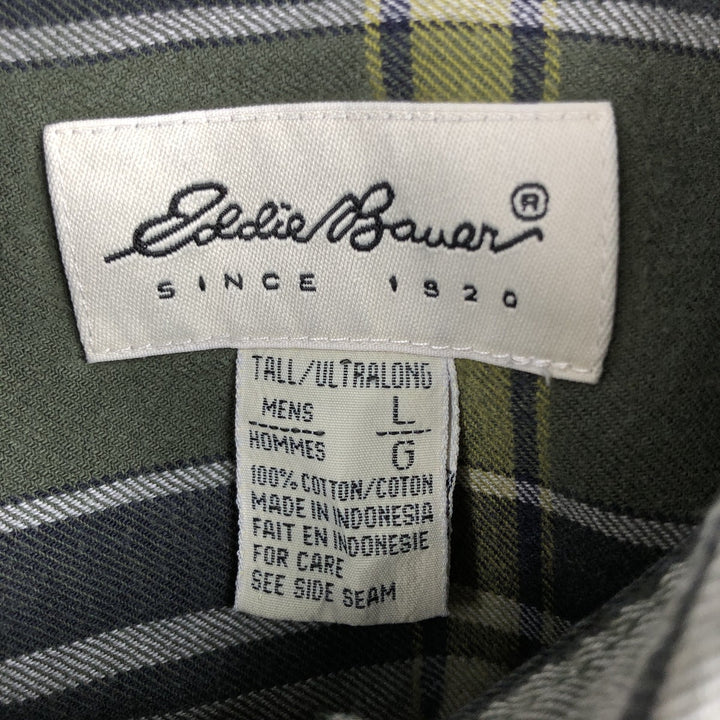 Eddie Bauer®
SINCE 1920
TALL/ULTRALONG
MENS L
HOMMES G
100% COTTON/COTON
MADE IN INDONESIA
FAIT EN INDONESIE
FOR CARE
SEE SIDE SEAM